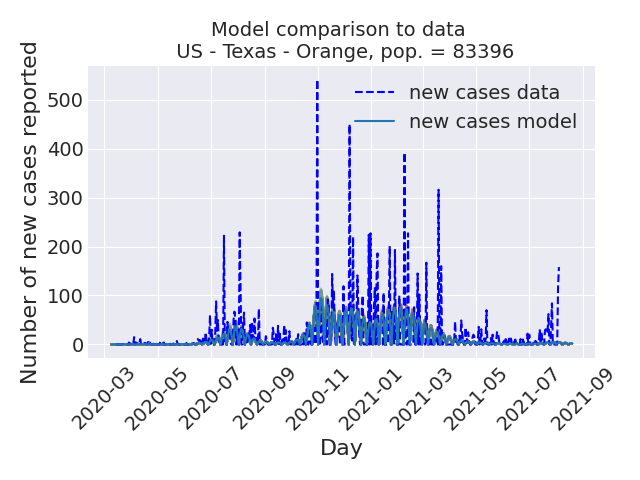 Model comparison to data
US - Texas - Orange, pop. = 83396
Number of new cases reported
500
400
300
200
100
0
new cases data
new cases model
2020-03
2020-05
2020-07
2020-09
2020-11
2021-01
2021-03
2021-05
2021-07
2021-09
Day